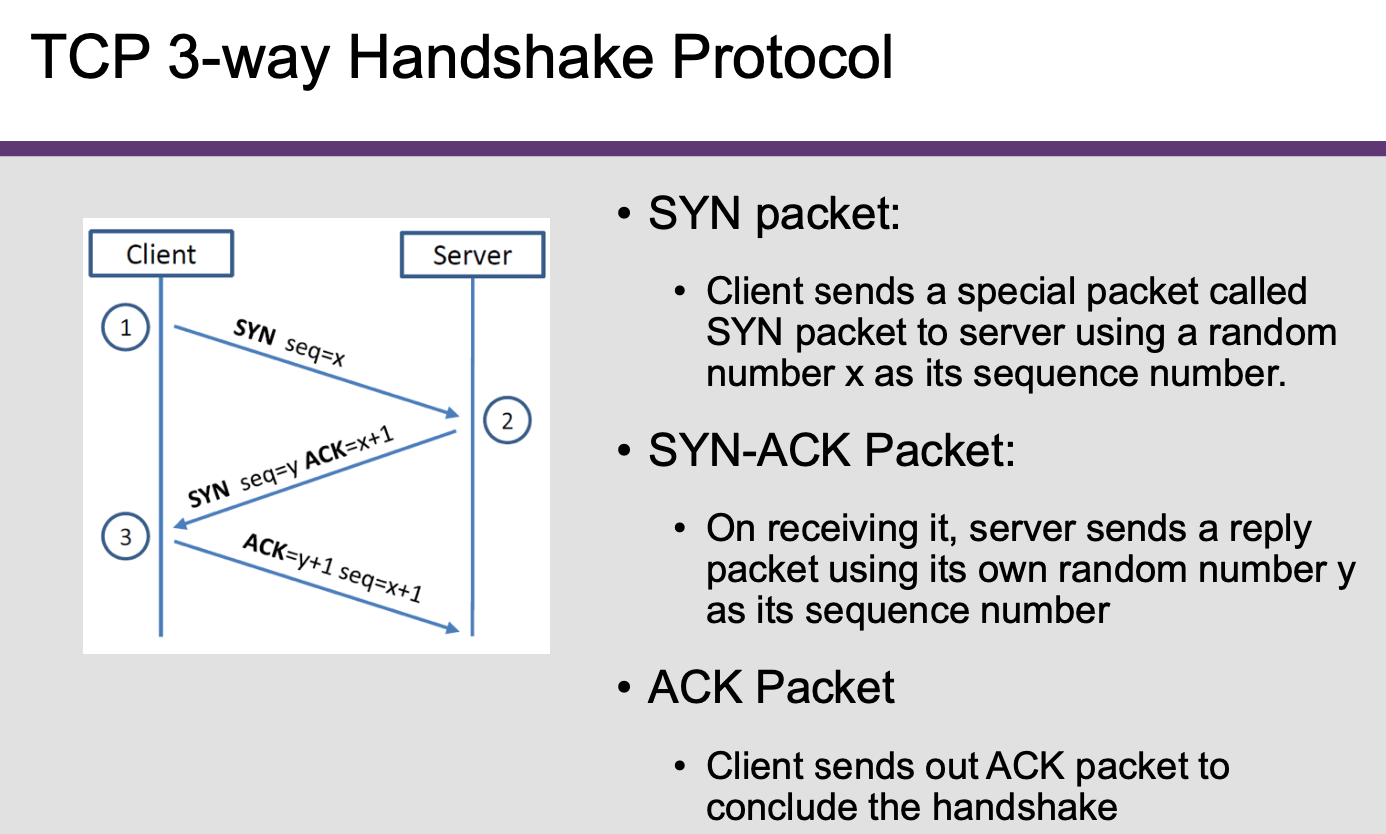 TCP 3-way Handshake Protocol
Client
Server
1
SYN seq=x
2
SYN seq=y ACK=x+1
3
ACK=y+1 seq=x+1
• SYN packet:
• Client sends a special packet called
SYN packet to server using a random
number x as its sequence number.
• SYN-ACK Packet:
• On receiving it, server sends a reply
packet using its own random number y
as its sequence number
• ACK Packet
• Client sends out ACK packet to
conclude the handshake